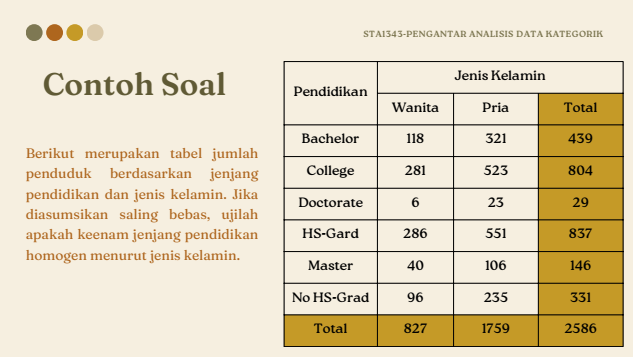 STA1343-PENGANTAR ANALISIS DATA KATEGORIK
Contoh Soal
Berikut merupakan tabel jumlah
penduduk berdasarkan jenjang
pendidikan dan jenis kelamin. Jika
diasumsikan saling bebas, ujilah
apakah keenam jenjang pendidikan
homogen menurut jenis kelamin.
Pendidikan Jenis Kelamin
Wanita Pria Total
Bachelor 118 321 439
College 281 523 804
Doctorate 6 23 29
HS-Gard 286 551 837
Master 40 106 146
No HS-Grad 96 235 331
Total 827 1759 2586